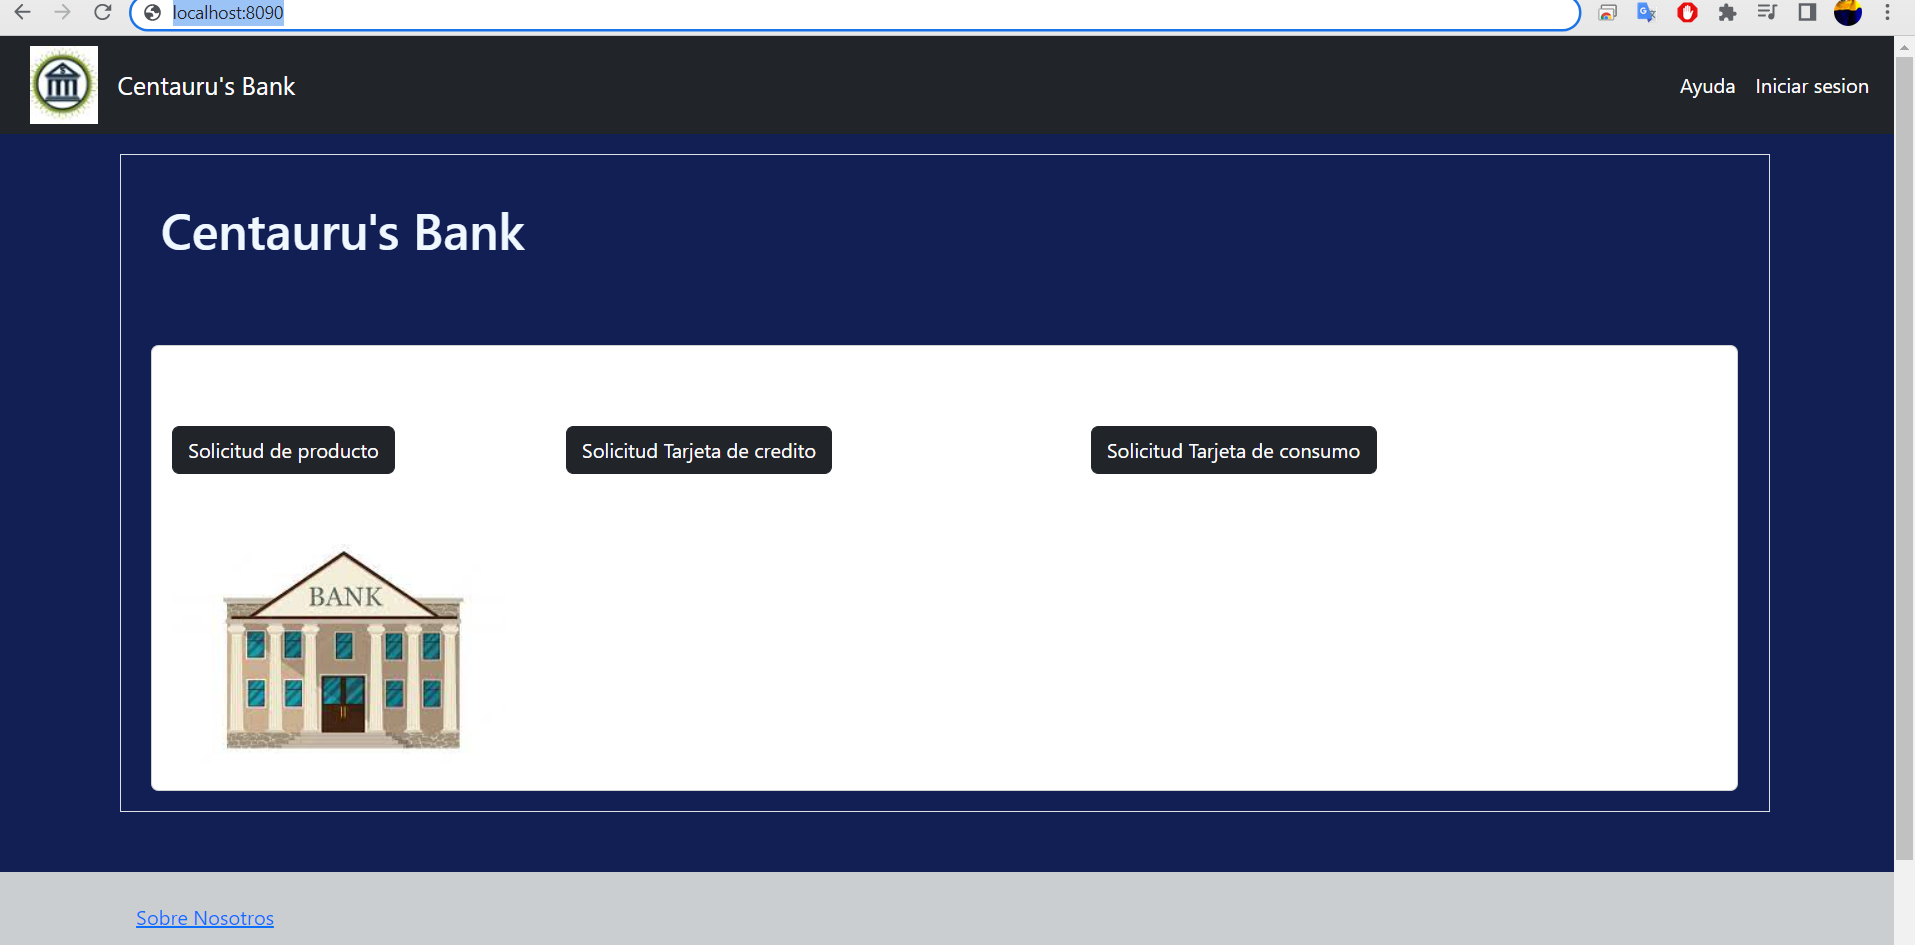 localhost:8090
Centauru's Bank
Ayuda Iniciar sesion
Centauru's Bank
Solicitud de producto
Solicitud Tarjeta de credito
Solicitud Tarjeta de consumo
BANK
Sobre Nosotros